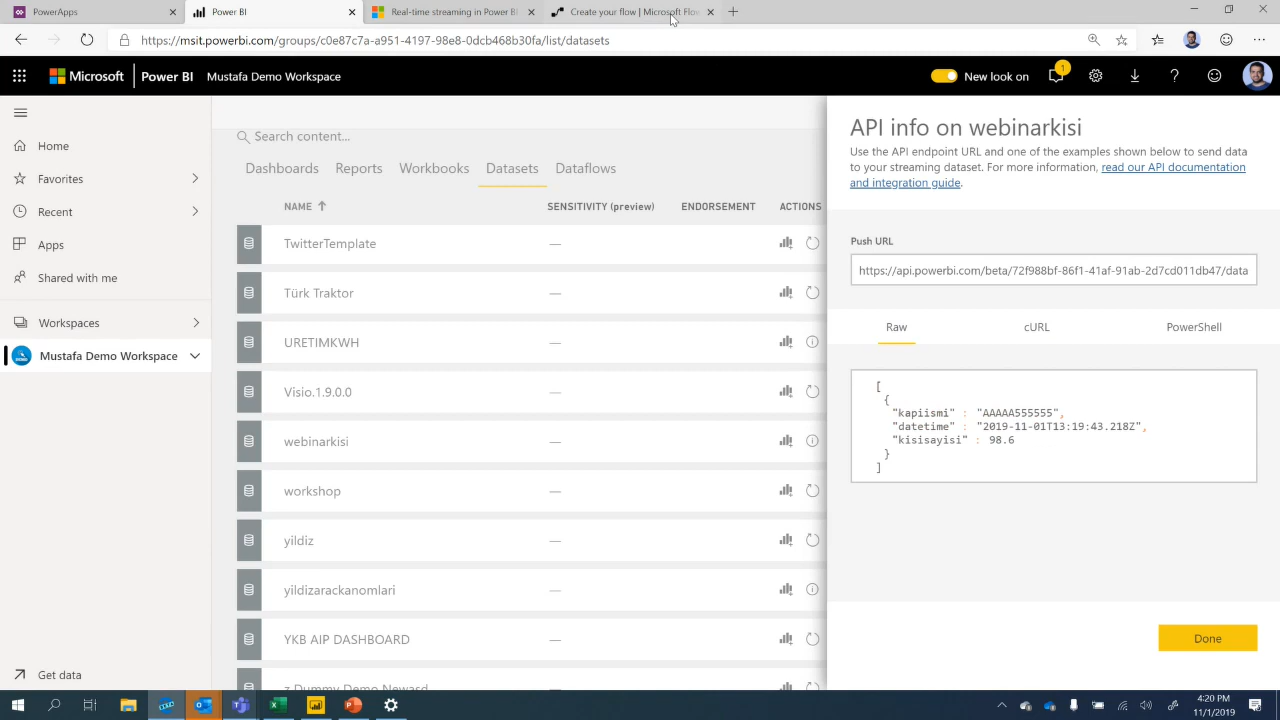 PowerApps
Power BI
Real-time streaming in Power BI
Create your flow | Microsoft Flo
https://msit.powerbi.com/groups/c0e87c7a-a951-4197-98e8-0dcb468b30fa/list/datasets
Microsoft
Power BI
Mustafa Demo Workspace
New look on
1
Home
Favorites
Recent
Apps
Shared with me
Workspaces
Mustafa Demo Workspace
Get data
Search content...
Dashboards Reports Workbooks Datasets Dataflows
NAME SENSITIVITY (preview) ENDORSEMENT ACTIONS
TwitterTemplate —
Türk Traktor —
URETIMKWH —
Visio.1.9.0.0 —
webinarkisi —
workshop —
yildiz —
yildizarackanomlari —
YKB AIP DASHBOARD —
z Dummy Demo Newasd
API info on webinarkisi
Use the API endpoint URL and one of the examples shown below to send data
to your streaming dataset. For more information, read our API documentation
and integration guide.
Push URL
https://api.powerbi.com/beta/72f988bf-86f1-41af-91ab-2d7cd011db47/data
Raw cURL PowerShell
[
{
"kapiismi" : "AAAAA555555",
"datetime" : "2019-11-01T13:19:43.218Z",
"kisisayisi" : 98.6
}
]
Done
4:20 PM
11/1/2019